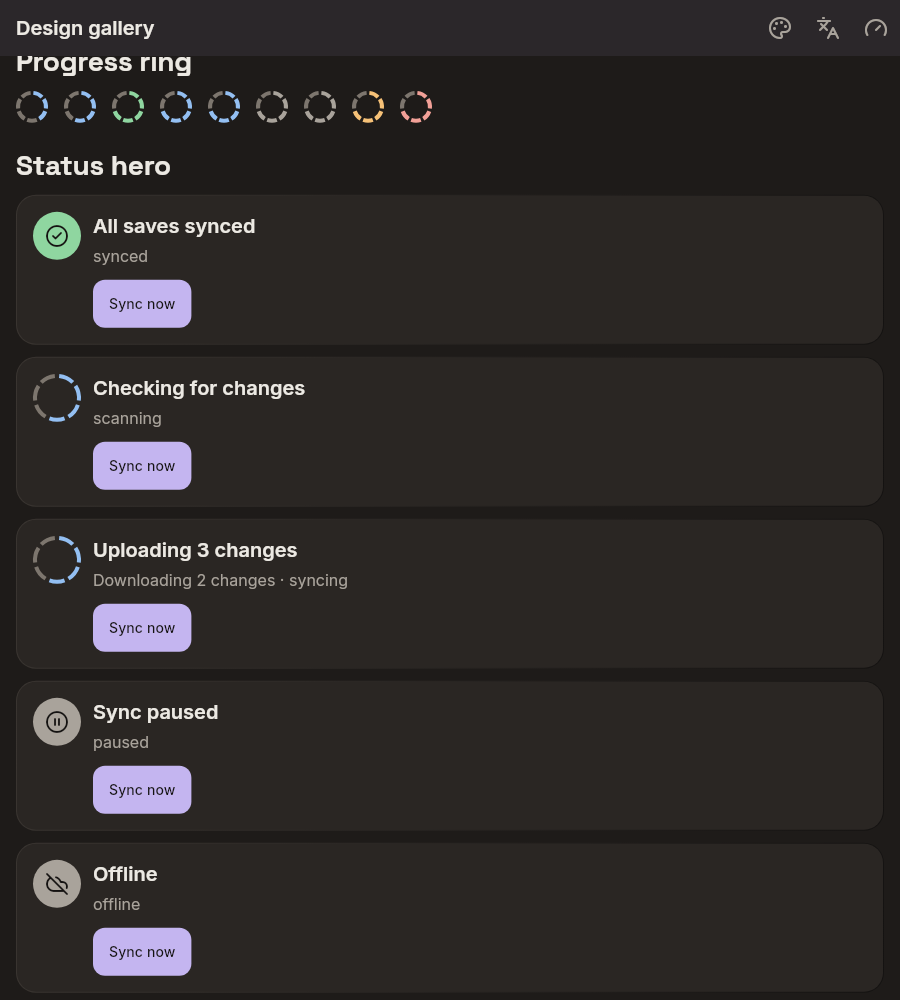 Design gallery
Progress ring
Status hero
All saves synced
synced
Sync now
Checking for changes
scanning
Sync now
Uploading 3 changes
Downloading 2 changes · syncing
Sync now
Sync paused
paused
Sync now
Offline
offline
Sync now